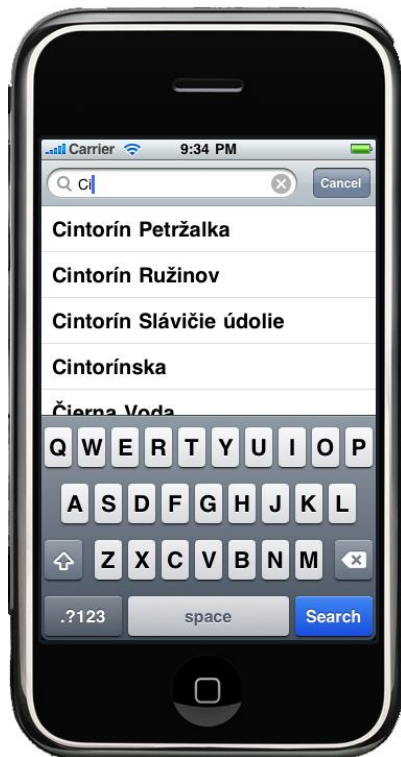 Carrier 9:34 PM
Ci Cancel
Cintorín Petržalka
Cintorín Ružinov
Cintorín Slávičie údolie
Cintorínska
Čierna Voda
Q W E R T Y U I O P
A S D F G H J K L
Z X C V B N M
.?123 space Search